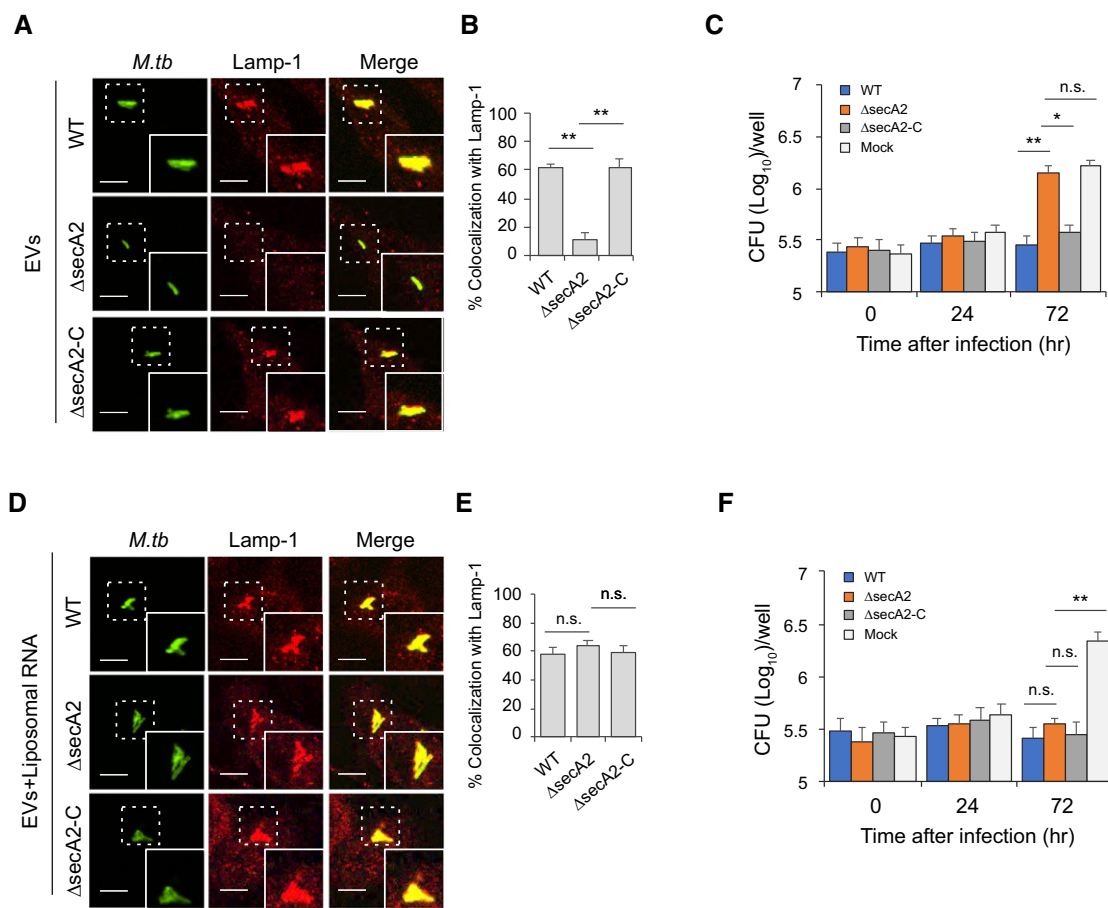 A
M.tb Lamp-1 Merge
EVs
WT
ΔsecA2
ΔsecA2-C
B
% Colocalization with Lamp-1
100
80
60
40
20
0
** **
WT ΔsecA2 ΔsecA2-C
C
CFU (Log10)/well
7
6.5
6
5.5
5
WT
ΔsecA2
ΔsecA2-C
Mock
n.s.
*
**
0 24 72
Time after infection (hr)
D
M.tb Lamp-1 Merge
EVs+Liposomal RNA
WT
ΔsecA2
ΔsecA2-C
E
% Colocalization with Lamp-1
100
80
60
40
20
0
n.s. n.s.
WT ΔsecA2 ΔsecA2-C
F
CFU (Log10)/well
7
6.5
6
5.5
5
WT
ΔsecA2
ΔsecA2-C
Mock
**
n.s.
n.s.
0 24 72
Time after infection (hr)